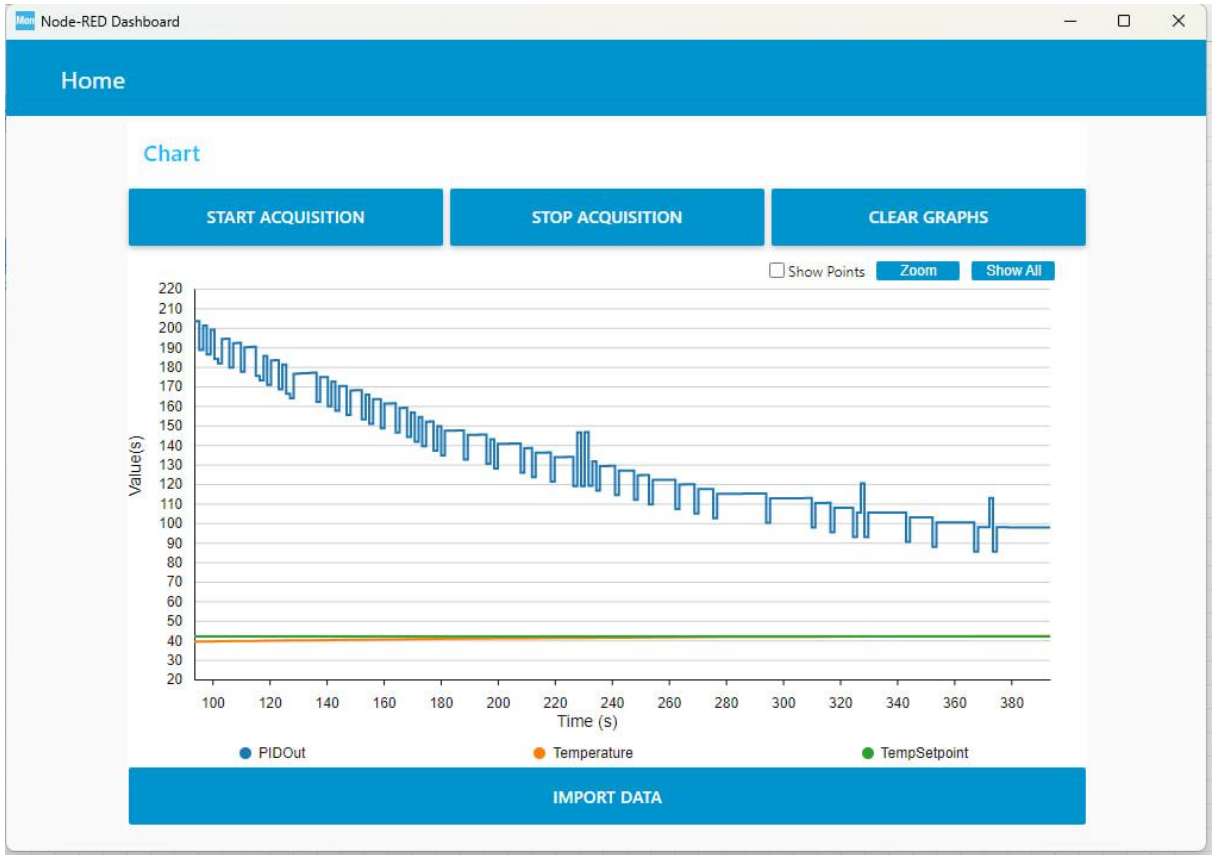 Mon Node-RED Dashboard
Home
Chart
START ACQUISITION STOP ACQUISITION CLEAR GRAPHS
Show Points Zoom Show All
220
210
200
190
180
170
160
150
140
130
120
110
100
90
80
70
60
50
40
30
20
Value(s)
100 120 140 160 180 200 220 240 260 280 300 320 340 360 380
Time (s)
PIDOut Temperature TempSetpoint
IMPORT DATA